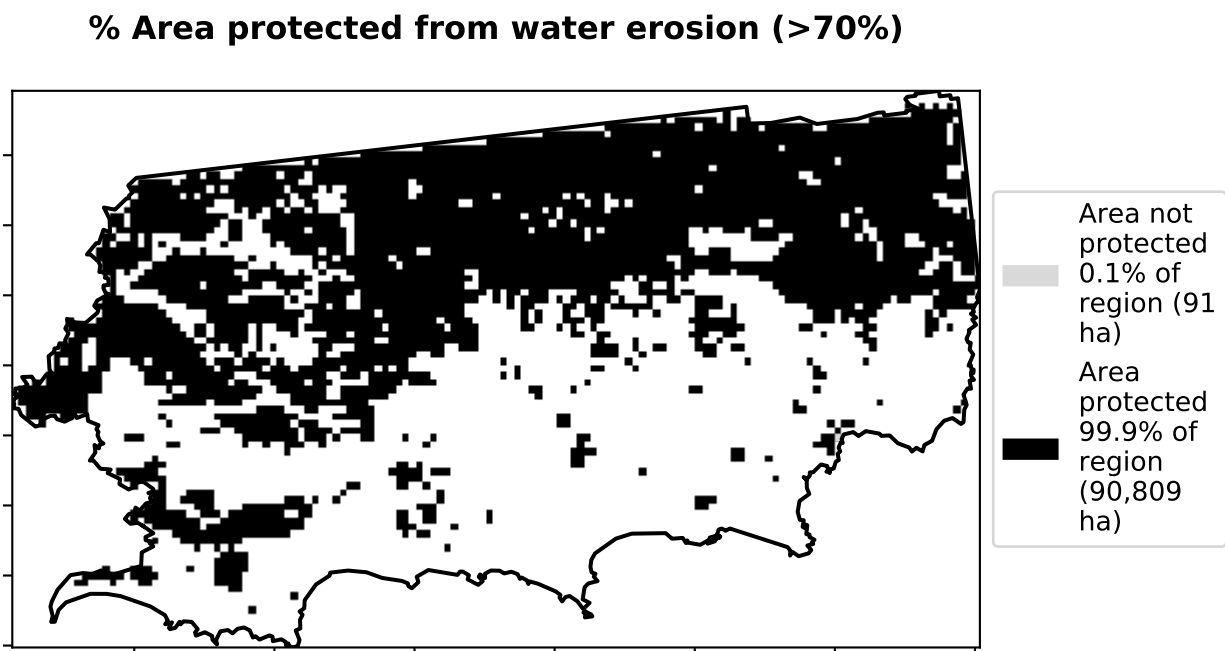 % Area protected from water erosion (>70%)
Area not
protected
0.1% of
region (91
ha)
Area
protected
99.9% of
region
(90,809
ha)